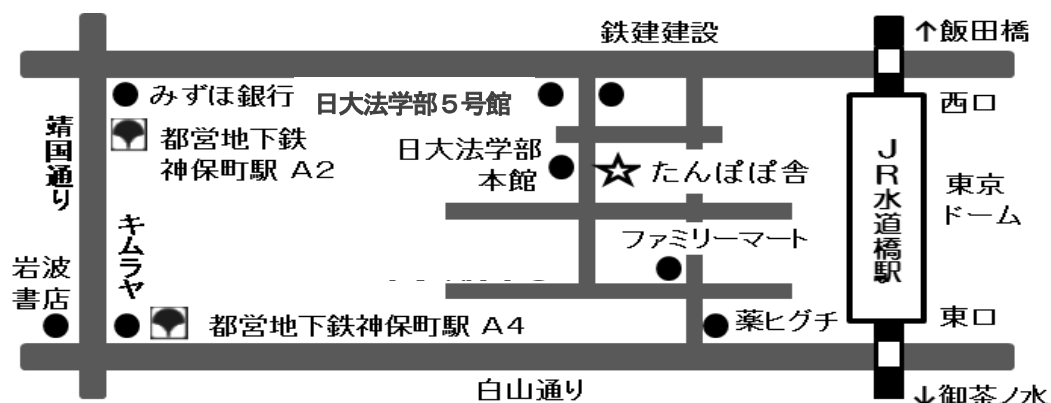 鉄建建設
↑飯田橋
みずほ銀行
日大法学部5号館
西口
靖国通り
都営地下鉄
神保町駅 A2
日大法学部
本館
たんぽぽ舎
JR水道橋駅
東京
ドーム
キムラヤ
ファミリーマート
岩波
書店
都営地下鉄神保町駅 A4
薬ヒグチ
東口
白山通り
↓御茶ノ水